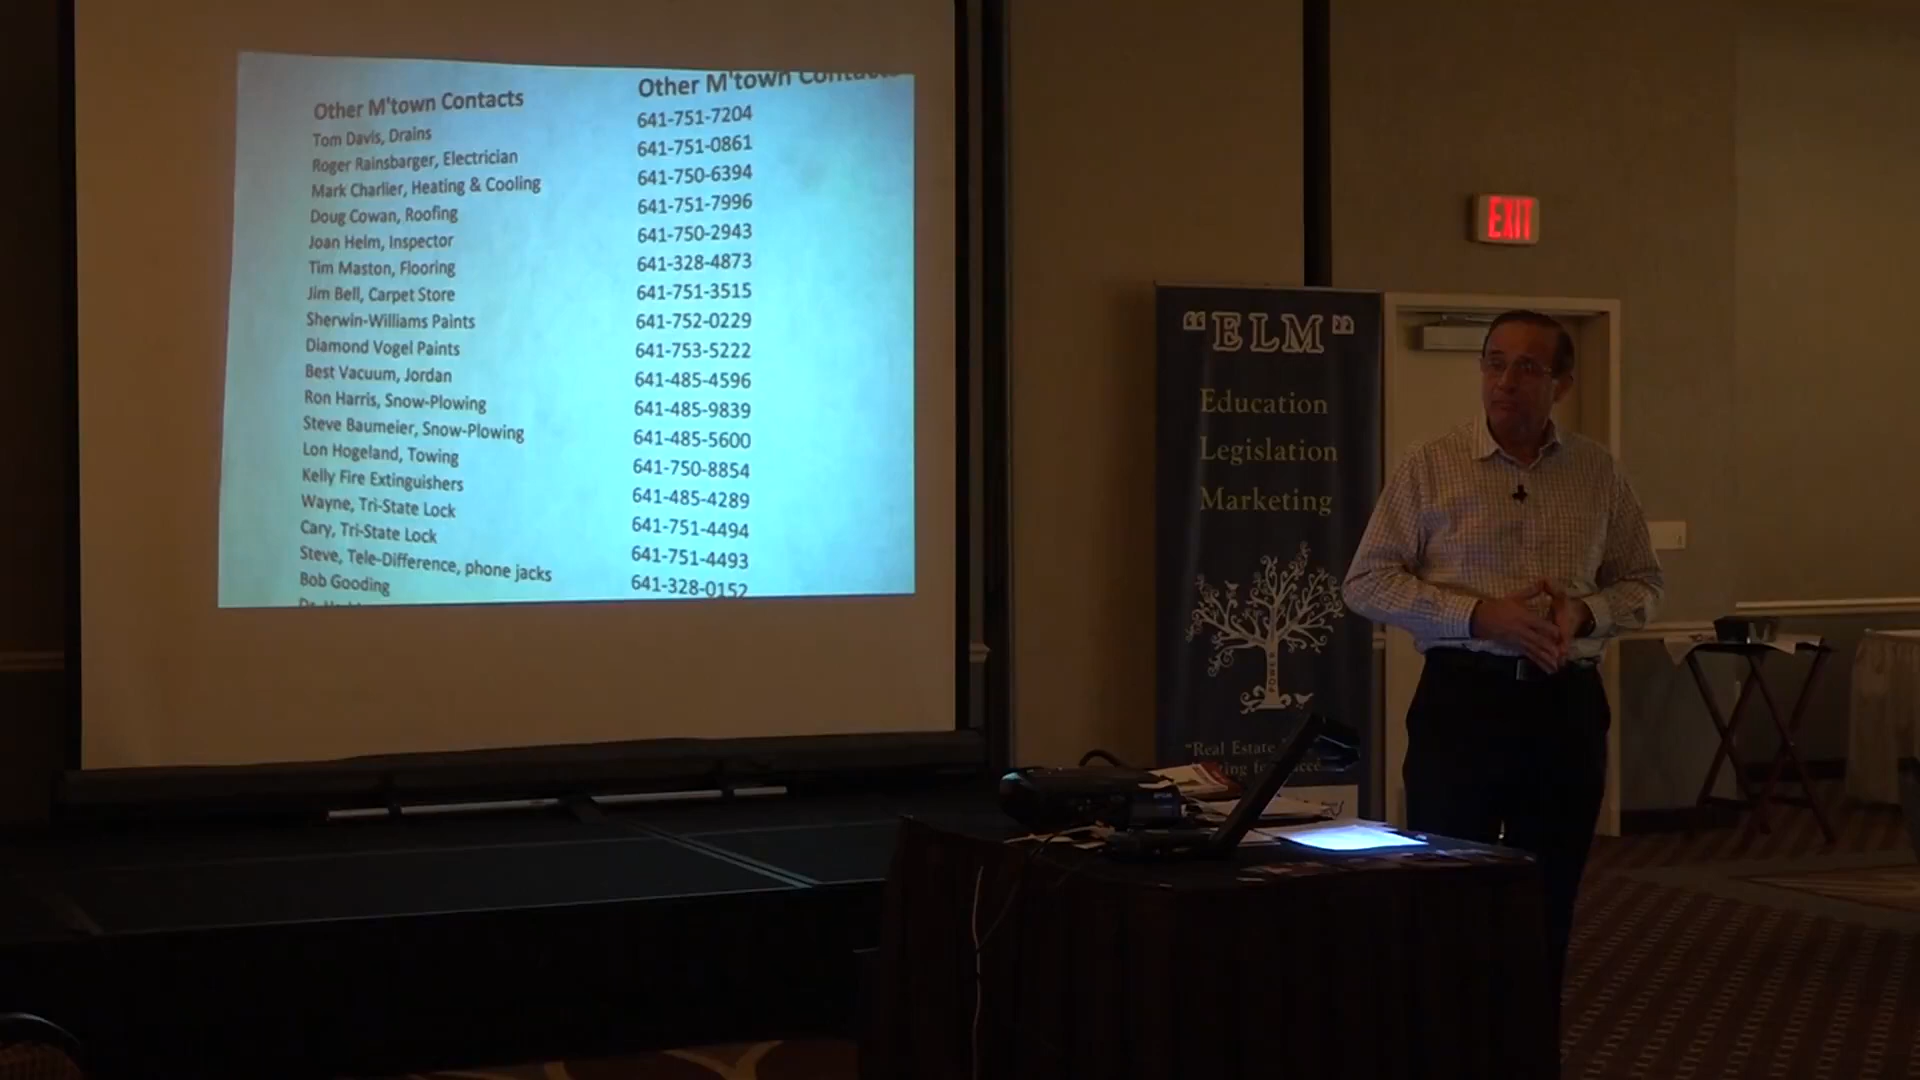 Other M'town Contacts
Tom Davis, Drains
Roger Rainsbarger, Electrician
Mark Charlier, Heating & Cooling
Doug Cowan, Roofing
Joan Helm, Inspector
Tim Maston, Flooring
Jim Bell, Carpet Store
Sherwin-Williams Paints
Diamond Vogel Paints
Best Vacuum, Jordan
Ron Harris, Snow-Plowing
Steve Baumeier, Snow-Plowing
Lon Hogeland, Towing
Kelly Fire Extinguishers
Wayne, Tri-State Lock
Cary, Tri-State Lock
Steve, Tele-Difference, phone jacks
Bob Gooding
Other M'town Contacts
641-751-7204
641-751-0861
641-750-6394
641-751-7996
641-750-2943
641-328-4873
641-751-3515
641-752-0229
641-753-5222
641-485-4596
641-485-9839
641-485-5600
641-750-8854
641-485-4289
641-751-4494
641-751-4493
641-328-0152
EXIT
"ELM"
Education
Legislation
Marketing
POWER
"Real Estate